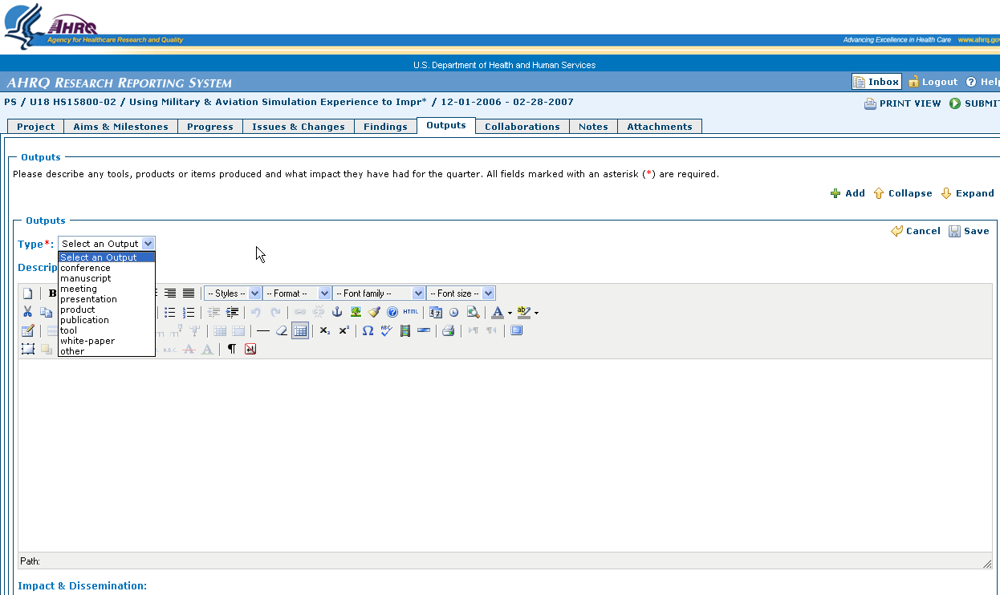 AHRQ
Agency for Healthcare Research and Quality
Advancing Excellence in Health Care www.ahrq.gov
U.S. Department of Health and Human Services
AHRQ RESEARCH REPORTING SYSTEM
Inbox Logout Help
PS / U18 HS15800-02 / Using Military & Aviation Simulation Experience to Impr* / 12-01-2006 - 02-28-2007
PRINT VIEW SUBMI
Project Aims & Milestones Progress Issues & Changes Findings Outputs Collaborations Notes Attachments
Outputs
Please describe any tools, products or items produced and what impact they have had for the quarter. All fields marked with an asterisk (*) are required.
Add Collapse Expand
Outputs
Cancel Save
Type*: Select an Output
Select an Output
conference
manuscript
meeting
presentation
product
publication
tool
white-paper
other
Descrip
B -- Styles -- -- Format -- -- Font family -- -- Font size --
HTML
ABC
A.B.C.
Path:
Impact & Dissemination: